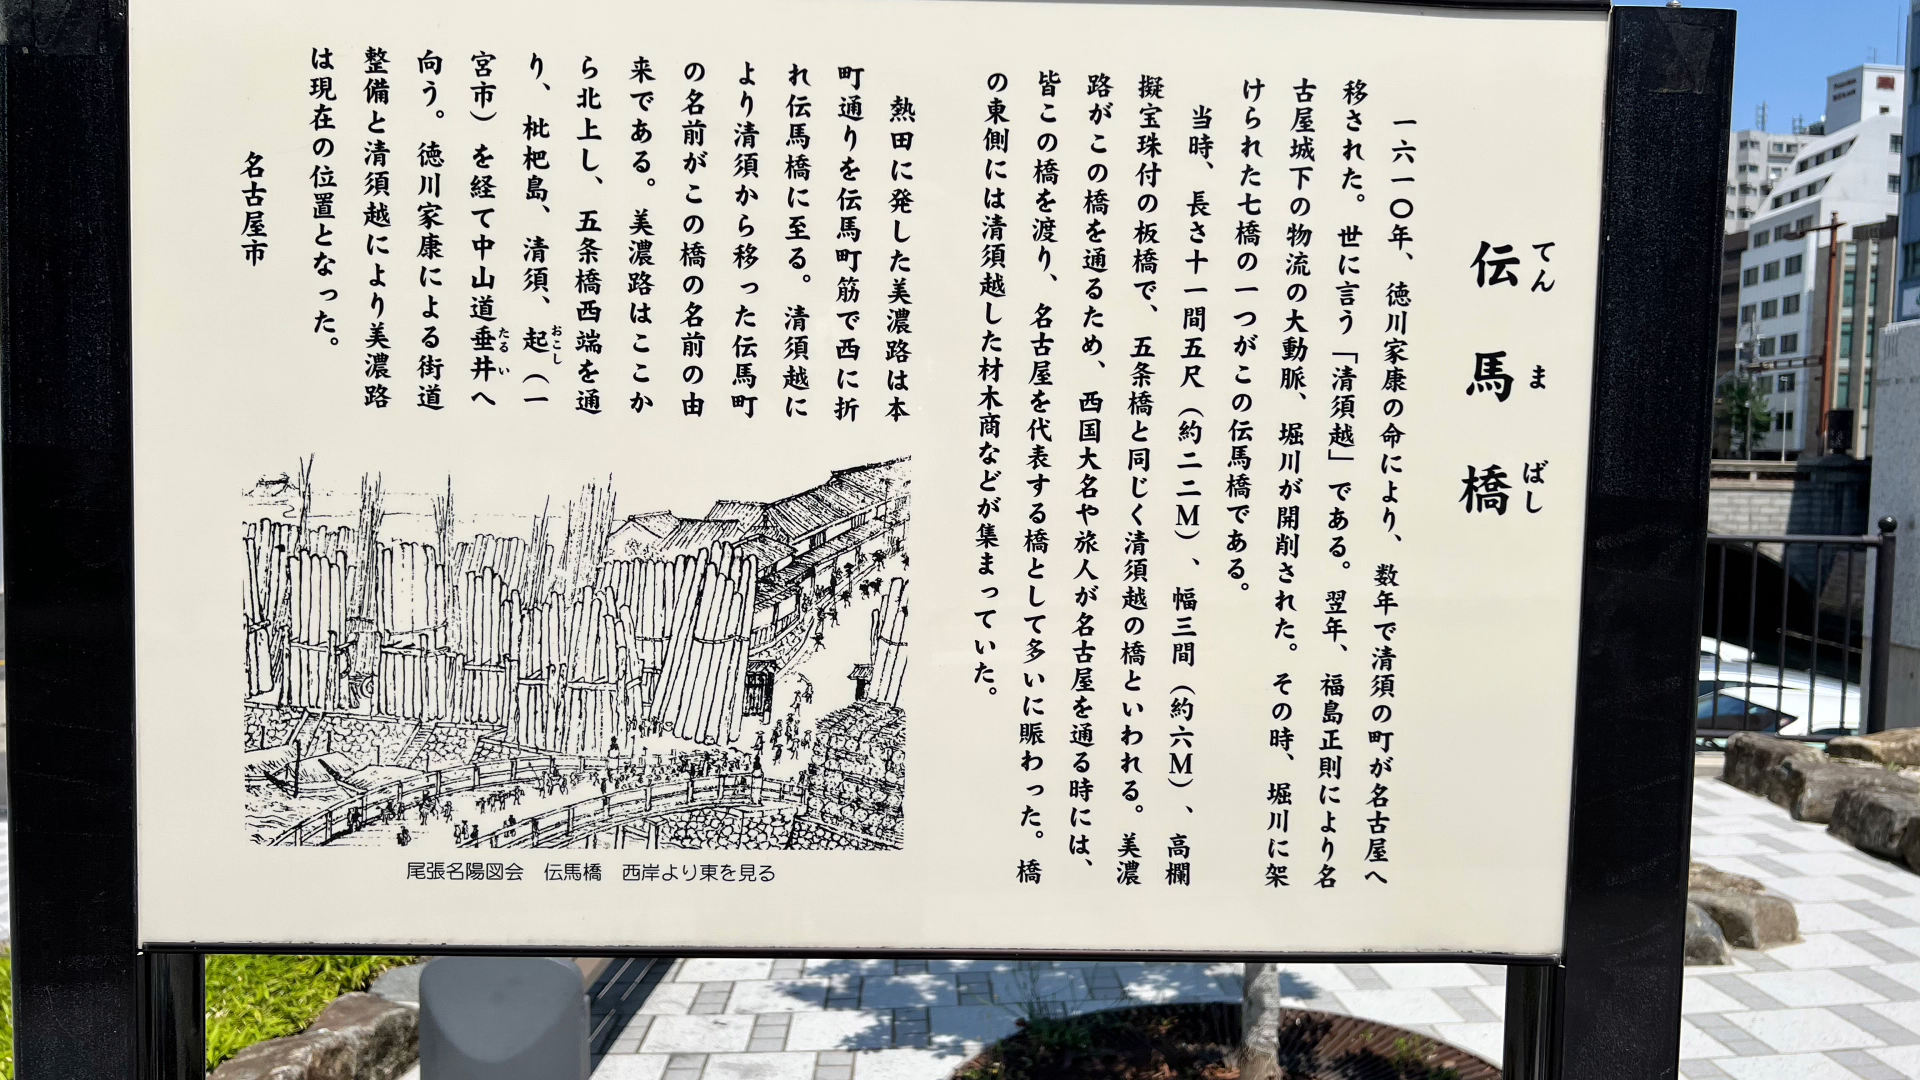 伝馬橋
てんまばし
一六一〇年、徳川家康の命により、数年で清須の町が名古屋へ
移された。世に言う「清須越」である。翌年、福島正則により名
古屋城下の物流の大動脈、堀川が開削された。その時、堀川に架
けられた七橋の一つがこの伝馬橋である。
当時、長さ十一間五尺（約二二M）、幅三間（約六M）、高欄
擬宝珠付の板橋で、五条橋と同じく清須越の橋といわれる。美濃
路がこの橋を通るため、西国大名や旅人が名古屋を通る時には、
皆この橋を渡り、名古屋を代表する橋として多いに賑わった。橋
の東側には清須越した材木商などが集まっていた。
熱田に発した美濃路は本
町通りを伝馬町筋で西に折
れ伝馬橋に至る。清須越に
より清須から移った伝馬町
の名前がこの橋の名前の由
来である。美濃路はここか
ら北上し、五条橋西端を通
り、枇杷島、清須、起（一
おこし
宮市）を経て中山道垂井へ
たるい
向う。徳川家康による街道
整備と清須越により美濃路
は現在の位置となった。
名古屋市
尾張名陽図会　伝馬橋　西岸より東を見る